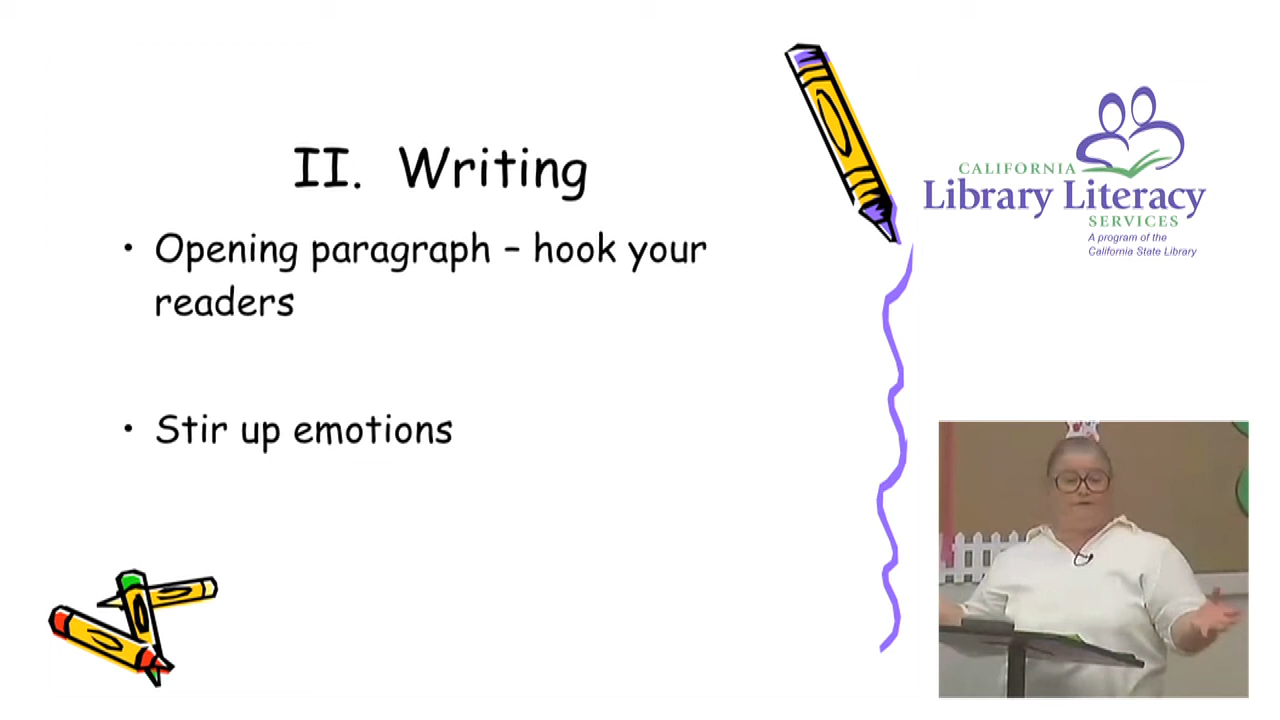 II. Writing
• Opening paragraph – hook your
readers
• Stir up emotions
CALIFORNIA
Library Literacy
SERVICES
A program of the
California State Library